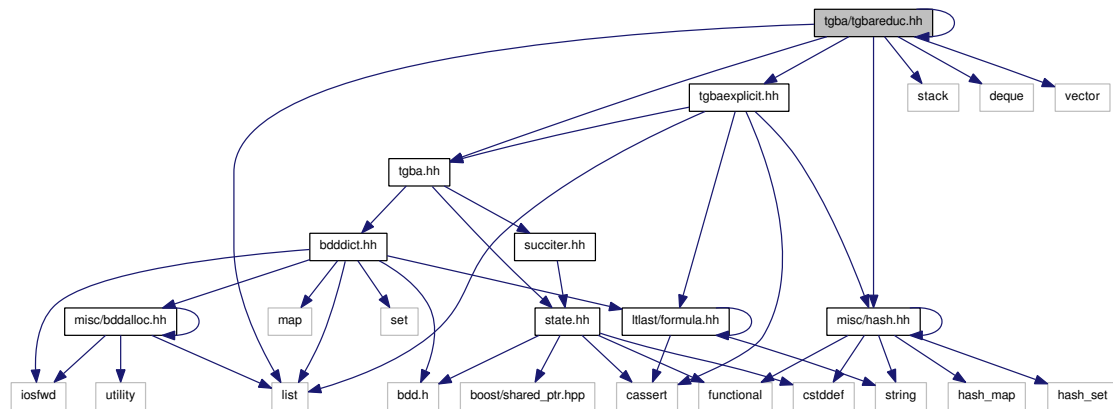 tgba/tgbareduc.hh
tgbaexplicit.hh
stack
deque
vector
tgba.hh
bdddict.hh
succiter.hh
misc/bddalloc.hh
map
set
state.hh
ltlast/formula.hh
misc/hash.hh
iosfwd
utility
list
bdd.h
boost/shared_ptr.hpp
cassert
functional
cstddef
string
hash_map
hash_set